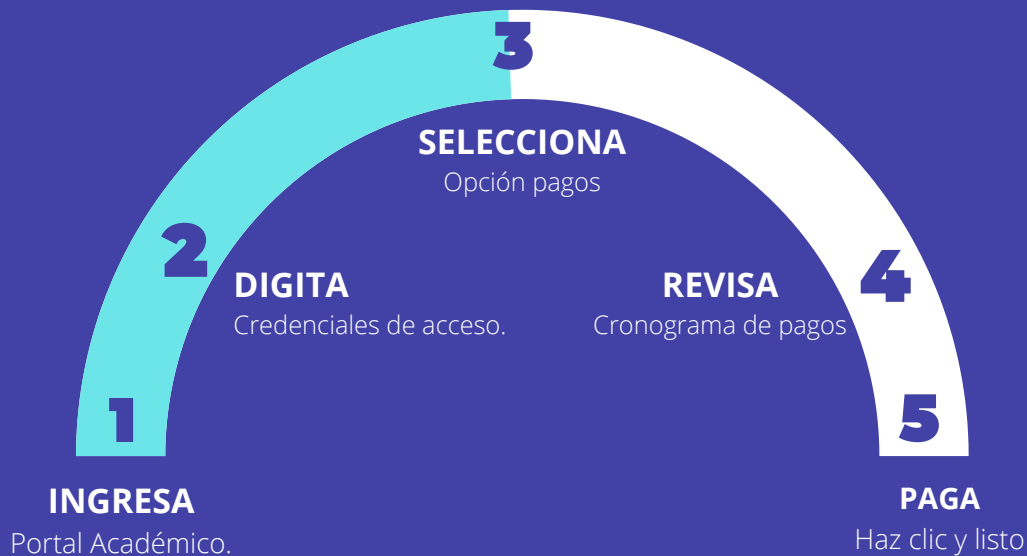 1
INGRESA
Portal Académico.
2
DIGITA
Credenciales de acceso.
3
SELECCIONA
Opción pagos
4
REVISA
Cronograma de pagos
5
PAGA
Haz clic y listo